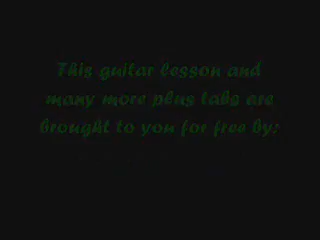 This guitar lesson and
many more plus tabs are
brought to you for free by: